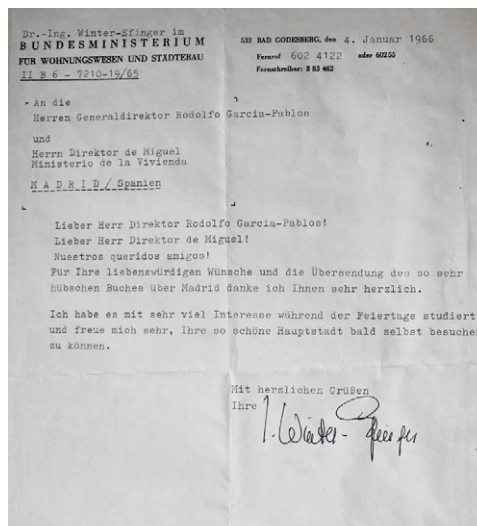 Dr.-Ing. Winter-Efinger im
BUNDESMINISTERIUM
FÜR WOHNUNGSWESEN UND STÄDTEBAU
II B 6 - 7210-19/65
532 BAD GODESBERG, den 4. Januar 1966
Fernruf 602 4122 oder 60255
Fernschreiber: 8 85 462
An die
Herren Generaldirektor Rodolfo Garcia-Pablos
und
Herrn Direktor de Miguel
Ministerio de la Vivienda
MADRID/Spanien
Lieber Herr Direktor Rodolfo Garcia-Pablos!
Lieber Herr Direktor de Miguel!
Nuestros queridos amigos!
Für Ihre liebenswürdigen Wünsche und die Übersendung des so sehr
hübschen Buches über Madrid danke ich Ihnen sehr herzlich.
Ich habe es mit sehr viel Interesse während der Feiertage studiert
und freue mich sehr, Ihre so schöne Hauptstadt bald selbst besuchen
zu können.
Mit herzlichen Grüßen
Ihre
I. Winter-Efinger